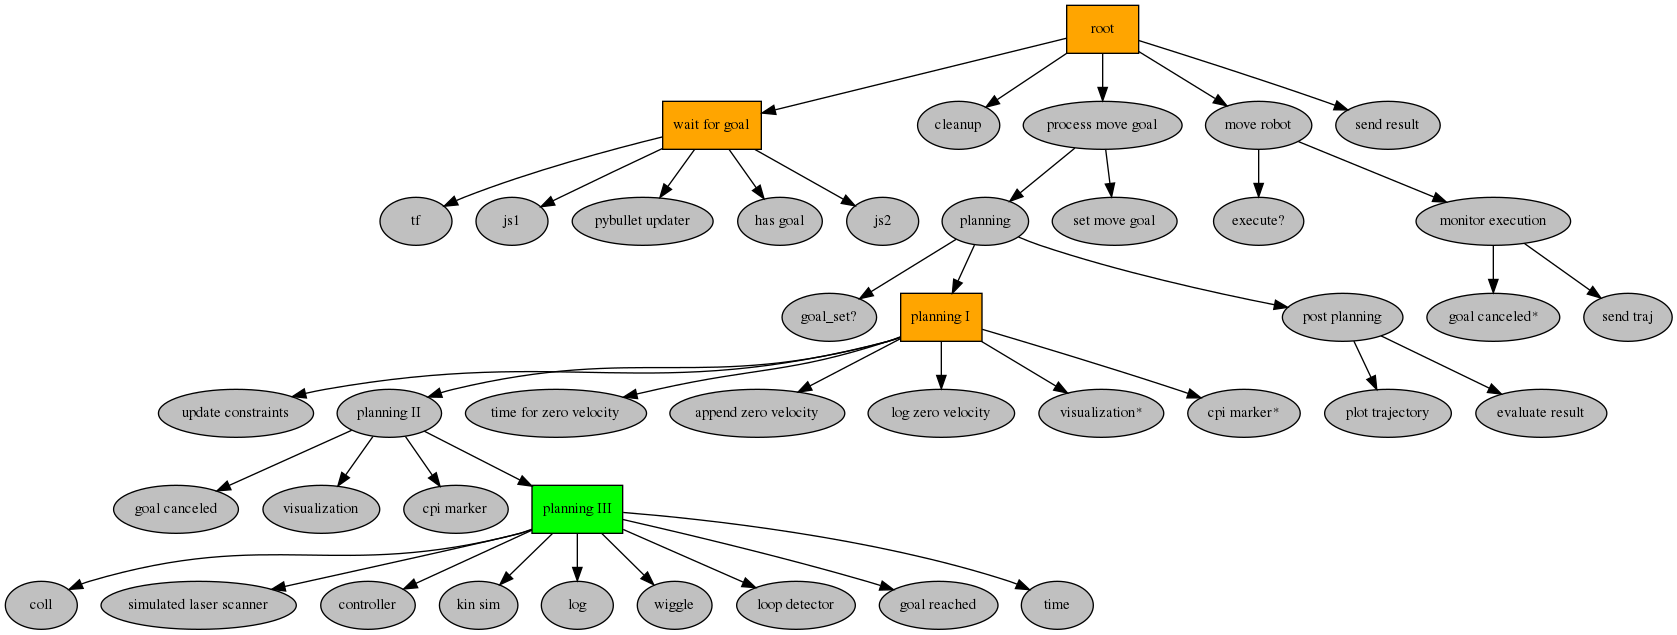 root
wait for goal
cleanup
process move goal
move robot
send result
tf
js1
pybullet updater
has goal
js2
planning
set move goal
execute?
monitor execution
goal_set?
planning I
post planning
goal canceled*
send traj
update constraints
planning II
time for zero velocity
append zero velocity
log zero velocity
visualization*
cpi marker*
plot trajectory
evaluate result
goal canceled
visualization
cpi marker
planning III
coll
simulated laser scanner
controller
kin sim
log
wiggle
loop detector
goal reached
time